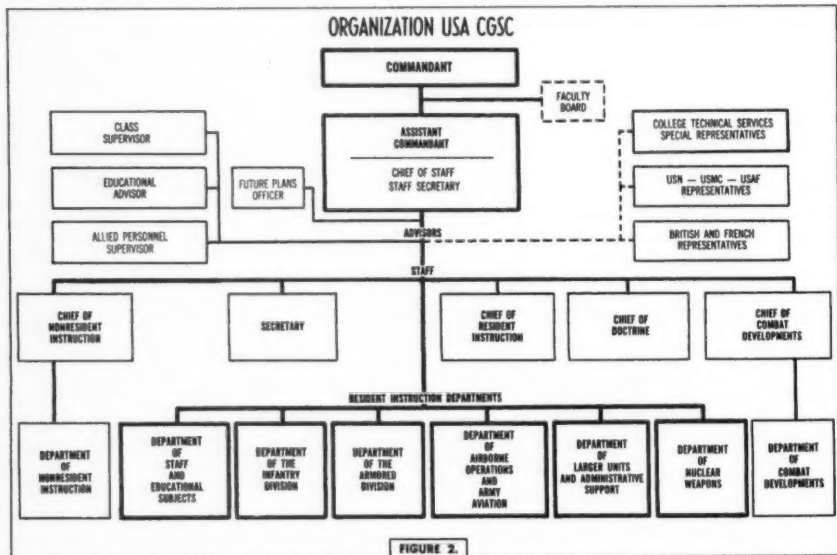 ORGANIZATION USA CGSC
COMMANDANT
FACULTY
BOARD
CLASS
SUPERVISOR
ASSISTANT
COMMANDANT
CHIEF OF STAFF
STAFF SECRETARY
COLLEGE TECHNICAL SERVICES
SPECIAL REPRESENTATIVES
EDUCATIONAL
ADVISOR
FUTURE PLANS
OFFICER
USN — USMC — USAF
REPRESENTATIVES
ALLIED PERSONNEL
SUPERVISOR
ADVISORS
BRITISH AND FRENCH
REPRESENTATIVES
STAFF
CHIEF OF
NONRESIDENT
INSTRUCTION
SECRETARY
CHIEF OF
RESIDENT
INSTRUCTION
CHIEF OF
DOCTRINE
CHIEF OF
COMBAT
DEVELOPMENTS
RESIDENT INSTRUCTION DEPARTMENTS
DEPARTMENT
OF
NONRESIDENT
INSTRUCTION
DEPARTMENT
OF
STAFF
AND
EDUCATIONAL
SUBJECTS
DEPARTMENT
OF THE
INFANTRY
DIVISION
DEPARTMENT
OF THE
ARMORED
DIVISION
DEPARTMENT
OF
AIRBORNE
OPERATIONS
AND
ARMY
AVIATION
DEPARTMENT
OF
LARGER UNITS
AND ADMINISTRATIVE
SUPPORT
DEPARTMENT
OF
NUCLEAR
WEAPONS
DEPARTMENT
OF
COMBAT
DEVELOPMENTS
FIGURE 2.